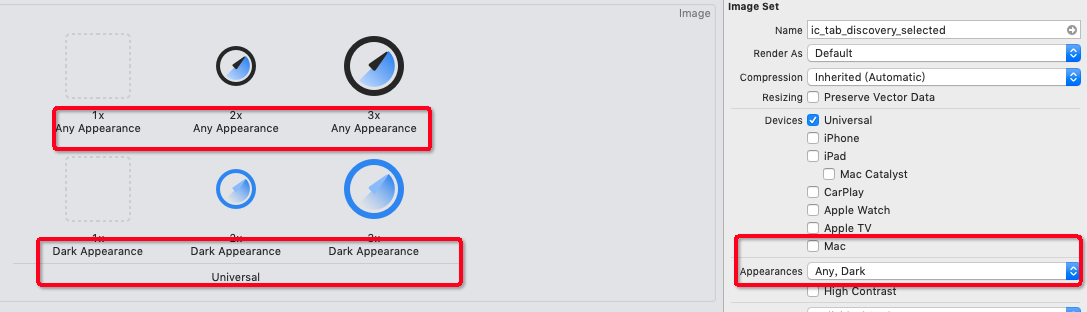 Image
1x
2x
3x
Any Appearance
Any Appearance
Any Appearance
1x
2x
3x
Dark Appearance
Dark Appearance
Dark Appearance
Universal
Image Set
Name
ic_tab_discovery_selected
Render As
Default
Compression
Inherited (Automatic)
Resizing
Preserve Vector Data
Devices
Universal
iPhone
iPad
Mac Catalyst
CarPlay
Apple Watch
Apple TV
Mac
Appearances
Any, Dark
High Contrast